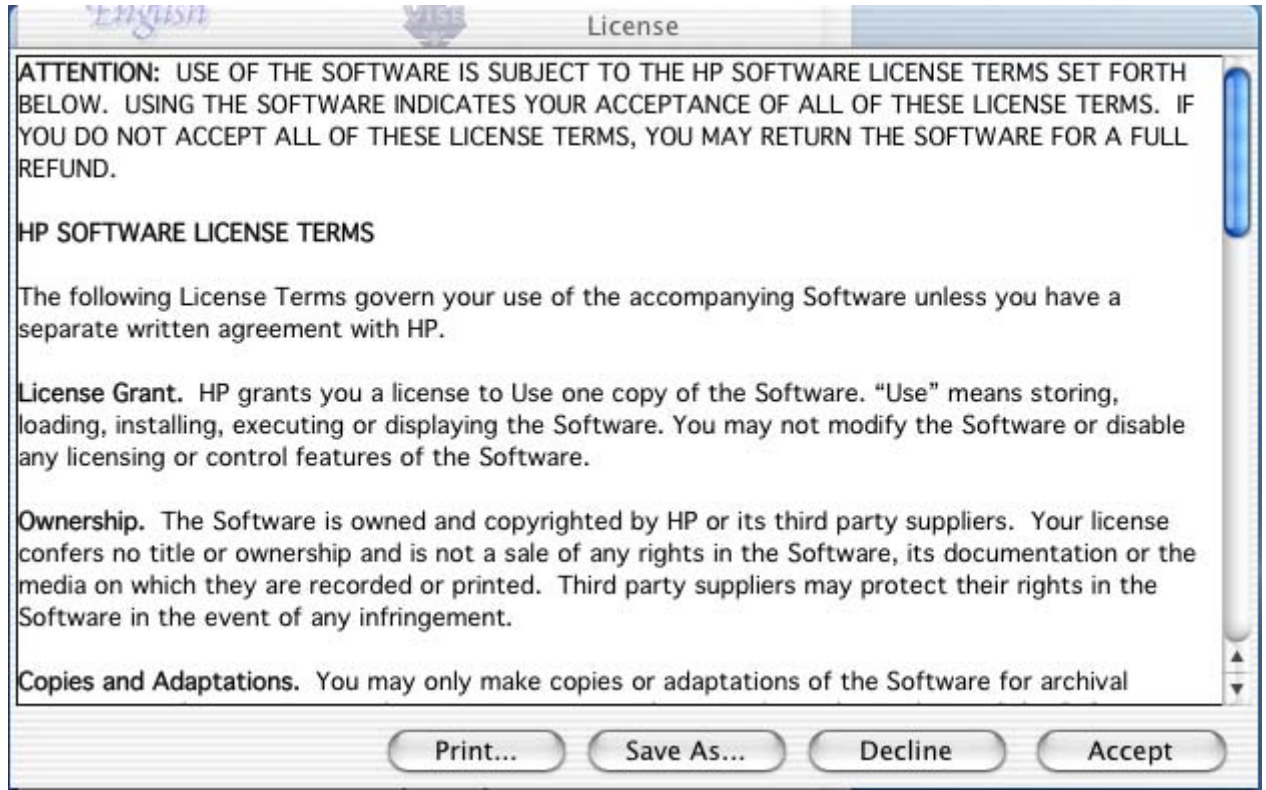 English
VISE
License
ATTENTION:  USE OF THE SOFTWARE IS SUBJECT TO THE HP SOFTWARE LICENSE TERMS SET FORTH
BELOW.  USING THE SOFTWARE INDICATES YOUR ACCEPTANCE OF ALL OF THESE LICENSE TERMS.  IF
YOU DO NOT ACCEPT ALL OF THESE LICENSE TERMS, YOU MAY RETURN THE SOFTWARE FOR A FULL
REFUND.
HP SOFTWARE LICENSE TERMS
The following License Terms govern your use of the accompanying Software unless you have a
separate written agreement with HP.
License Grant.  HP grants you a license to Use one copy of the Software. “Use” means storing,
loading, installing, executing or displaying the Software. You may not modify the Software or disable
any licensing or control features of the Software.
Ownership.  The Software is owned and copyrighted by HP or its third party suppliers.  Your license
confers no title or ownership and is not a sale of any rights in the Software, its documentation or the
media on which they are recorded or printed.  Third party suppliers may protect their rights in the
Software in the event of any infringement.
Copies and Adaptations.  You may only make copies or adaptations of the Software for archival
Print...
Save As...
Decline
Accept